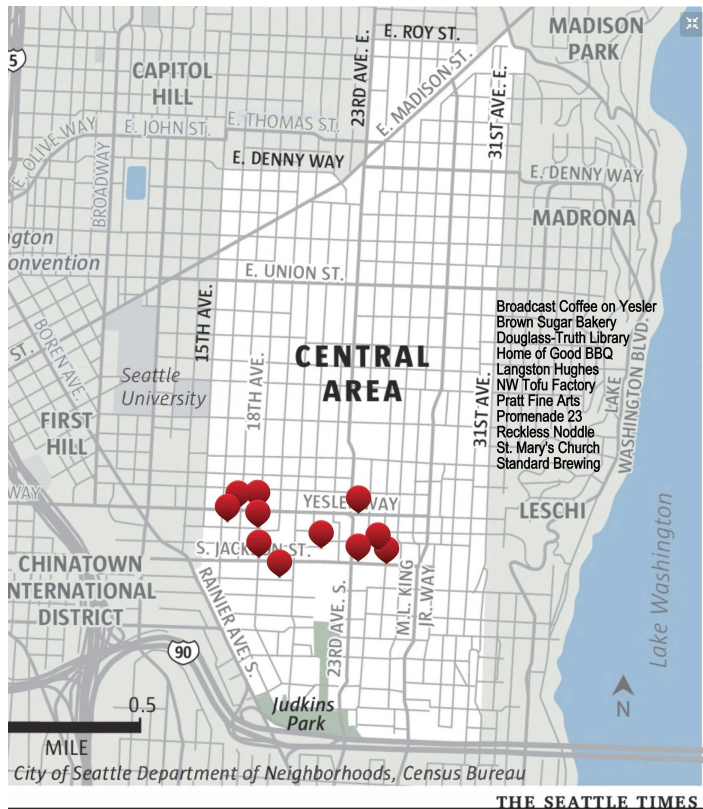 MADISON
PARK
E. ROY ST.
23RD AVE. E.
E. MADISON ST.
31ST AVE. E.
5
CAPITOL
HILL
E. OLIVE WAY
E. JOHN ST.
E. THOMAS ST.
BROADWAY
E. DENNY WAY
E. DENNY WAY
MADRONA
ngton
onvention
E. UNION ST.
15TH AVE.
BOREN AVE.
ST.
Broadcast Coffee on Yesler
Brown Sugar Bakery
Douglass-Truth Library
Home of Good BBQ
Langston Hughes
NW Tofu Factory
Pratt Fine Arts
Promenade 23
Reckless Noddle
St. Mary's Church
Standard Brewing
CENTRAL
AREA
18TH AVE.
Seattle
University
31ST AVE.
LAKE
WASHINGTON BLVD.
FIRST
HILL
WAY
YESLER WAY
LESCHI
S. JACKSON ST.
CHINATOWN
NTERNATIONAL
DISTRICT
RAINIER AVE. S.
23RD AVE. S.
M.L. KING
JR. WAY
Lake Washington
90
0.5
MILE
Judkins
Park
N
City of Seattle Department of Neighborhoods, Census Bureau
THE SEATTLE TIMES